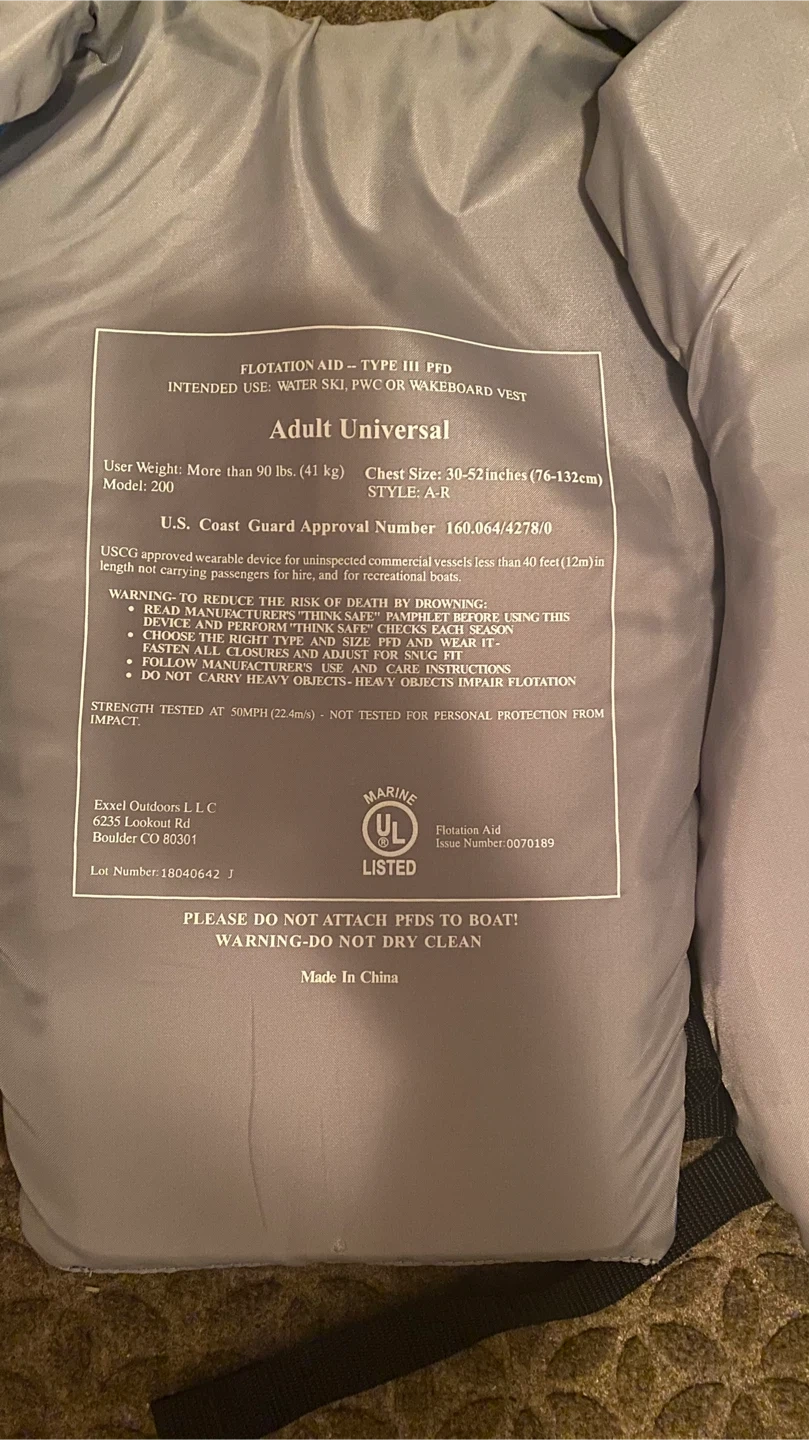 FLOTATION AID -- TYPE III PFD
INTENDED USE: WATER SKI, PWC OR WAKEBOARD VEST
Adult Universal
User Weight: More than 90 lbs. (41 kg) Chest Size: 30-52inches (76-132cm)
Model: 200 STYLE: A-R
U.S. Coast Guard Approval Number 160.064/4278/0
USCG approved wearable device for uninspected commercial vessels less than 40 feet (12m) in
length not carrying passengers for hire, and for recreational boats.
WARNING- TO REDUCE THE RISK OF DEATH BY DROWNING:
• READ MANUFACTURER'S "THINK SAFE" PAMPHLET BEFORE USING THIS
DEVICE AND PERFORM "THINK SAFE" CHECKS EACH SEASON
• CHOOSE THE RIGHT TYPE AND SIZE PFD AND WEAR IT-
FASTEN ALL CLOSURES AND ADJUST FOR SNUG FIT
• FOLLOW MANUFACTURER'S USE AND CARE INSTRUCTIONS
• DO NOT CARRY HEAVY OBJECTS- HEAVY OBJECTS IMPAIR FLOTATION
STRENGTH TESTED AT 50MPH (22.4m/s) - NOT TESTED FOR PERSONAL PROTECTION FROM
IMPACT.
Exxel Outdoors L L C
6235 Lookout Rd
Boulder CO 80301
Lot Number: 18040642 J
MARINE
UL ®
LISTED
Flotation Aid
Issue Number: 0070189
PLEASE DO NOT ATTACH PFDS TO BOAT!
WARNING-DO NOT DRY CLEAN
Made In China